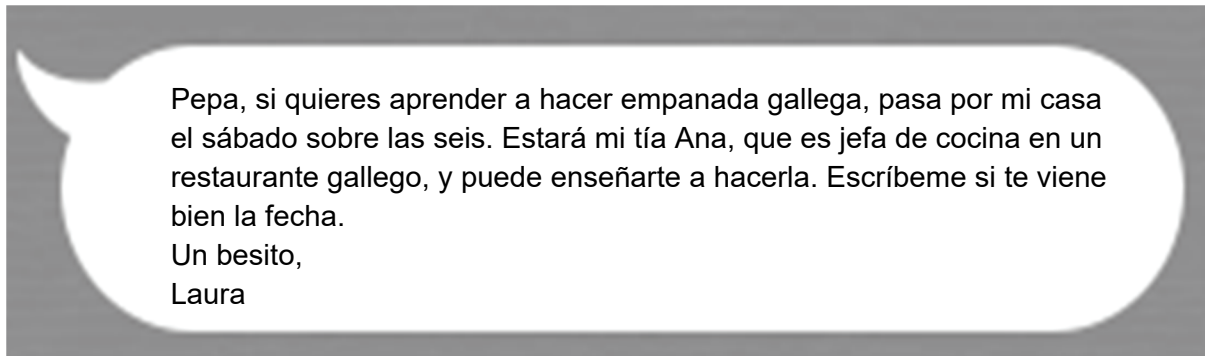 Pepa, si quieres aprender a hacer empanada gallega, pasa por mi casa
el sábado sobre las seis. Estará mi tía Ana, que es jefa de cocina en un
restaurante gallego, y puede enseñarte a hacerla. Escríbeme si te viene
bien la fecha.
Un besito,
Laura